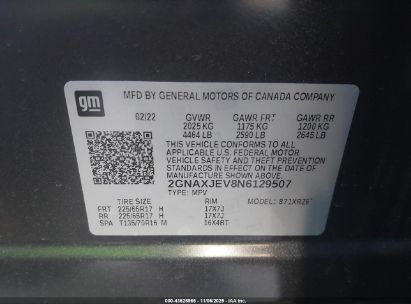 gm
MFD BY GENERAL MOTORS OF CANADA COMPANY
02/22 GVWR GAWR FRT GAWR RR
2025 KG 1175 KG 1200 KG
4464 LB 2590 LB 2645 LB
THIS VEHICLE CONFORMS TO ALL
APPLICABLE U.S. FEDERAL MOTOR
VEHICLE SAFETY AND THEFT PREVENTION
STANDARDS IN EFFECT ON THE DATE OF
MANUFACTURE SHOWN ABOVE.
2GNAXJEV8N6129507
TYPE: MPV
TIRE SIZE RIM MODEL:
FRT 225/65R17 H 17X7J
RR 225/65R17 H 17X7J
SPA T135/70R16 M 16X4BT